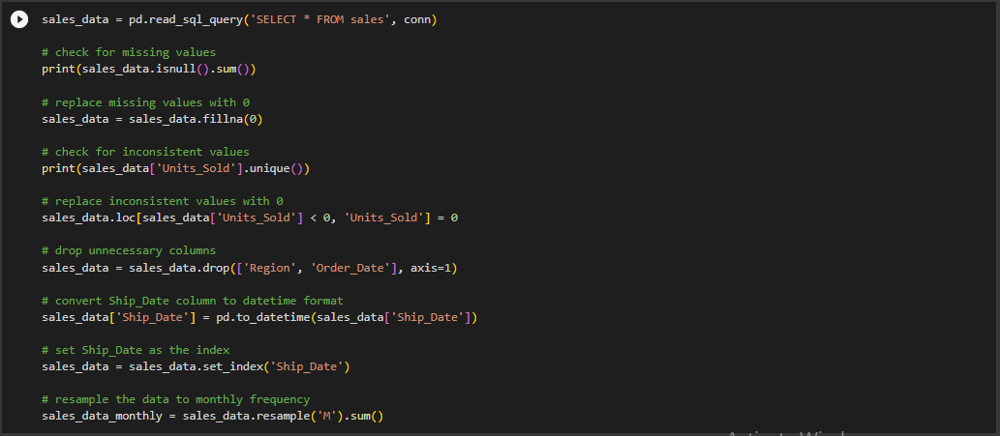 sales_data = pd.read_sql_query('SELECT * FROM sales', conn)
# check for missing values
print(sales_data.isnull().sum())
# replace missing values with 0
sales_data = sales_data.fillna(0)
# check for inconsistent values
print(sales_data['Units_Sold'].unique())
# replace inconsistent values with 0
sales_data.loc[sales_data['Units_Sold'] < 0, 'Units_Sold'] = 0
# drop unnecessary columns
sales_data = sales_data.drop(['Region', 'Order_Date'], axis=1)
# convert Ship_Date column to datetime format
sales_data['Ship_Date'] = pd.to_datetime(sales_data['Ship_Date'])
# set Ship_Date as the index
sales_data = sales_data.set_index('Ship_Date')
# resample the data to monthly frequency
sales_data_monthly = sales_data.resample('M').sum()